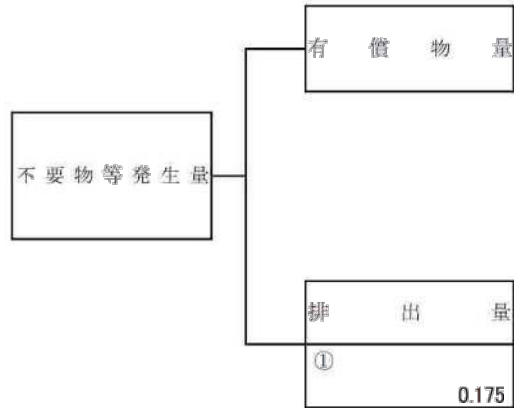 有償物量
不要物等発生量
排出量
①
0.175